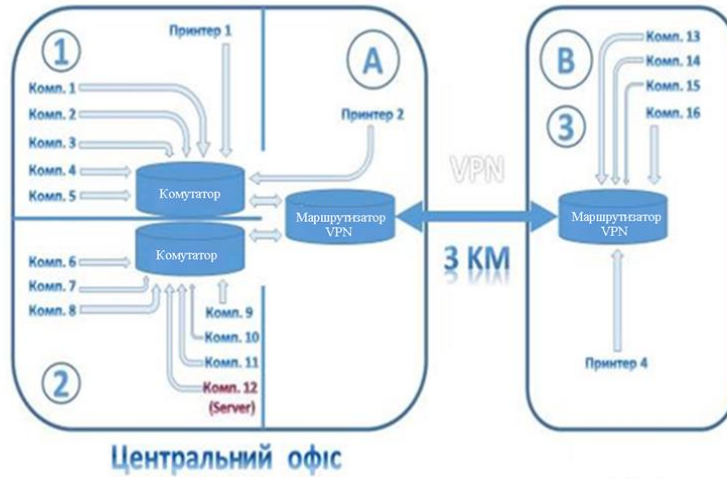 1
Принтер 1
A
Комп. 1
Комп. 2
Комп. 3
Комп. 4
Комп. 5
Принтер 2
Комутатор
Маршрутизатор
VPN
Комутатор
Комп. 6
Комп. 7
Комп. 8
Комп. 9
Комп. 10
Комп. 11
Комп. 12
(Server)
2
Центральний офіс
VPN
3 КМ
B
3
Комп. 13
Комп. 14
Комп. 15
Комп. 16
Маршрутизатор
VPN
Принтер 4